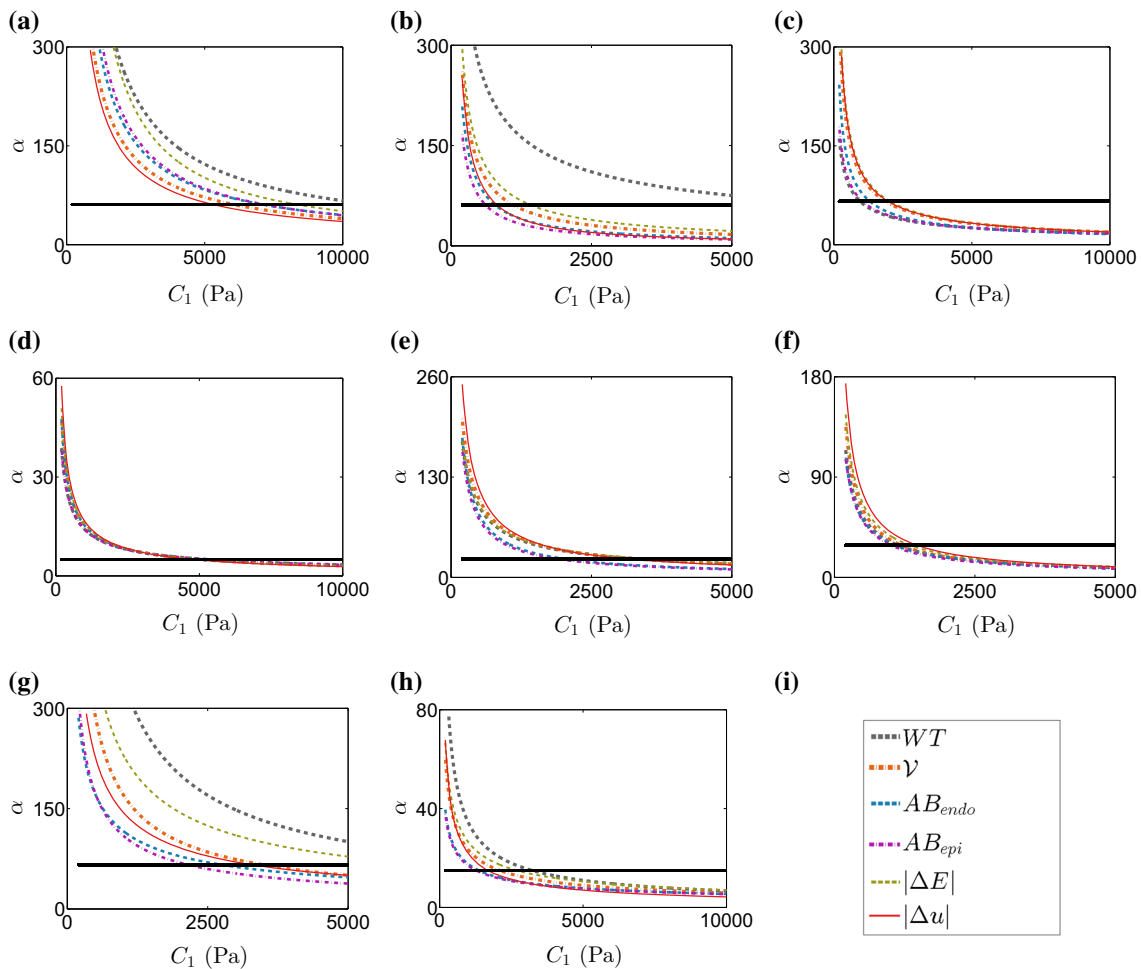 (a) (b) (c)
300 300 300
α α α
150 150 150
0 0 0
0 5000 10000 0 2500 5000 0 5000 10000
C₁ (Pa) C₁ (Pa) C₁ (Pa)
(d) (e) (f)
60 260 180
α α α
30 130 90
0 0 0
0 5000 10000 0 2500 5000 0 2500 5000
C₁ (Pa) C₁ (Pa) C₁ (Pa)
(g) (h) (i)
300 80
α α
150 40
0 0
0 2500 5000 0 5000 10000
C₁ (Pa) C₁ (Pa)
WT
𝒱
AB_endo
AB_epi
|ΔE|
|Δu|